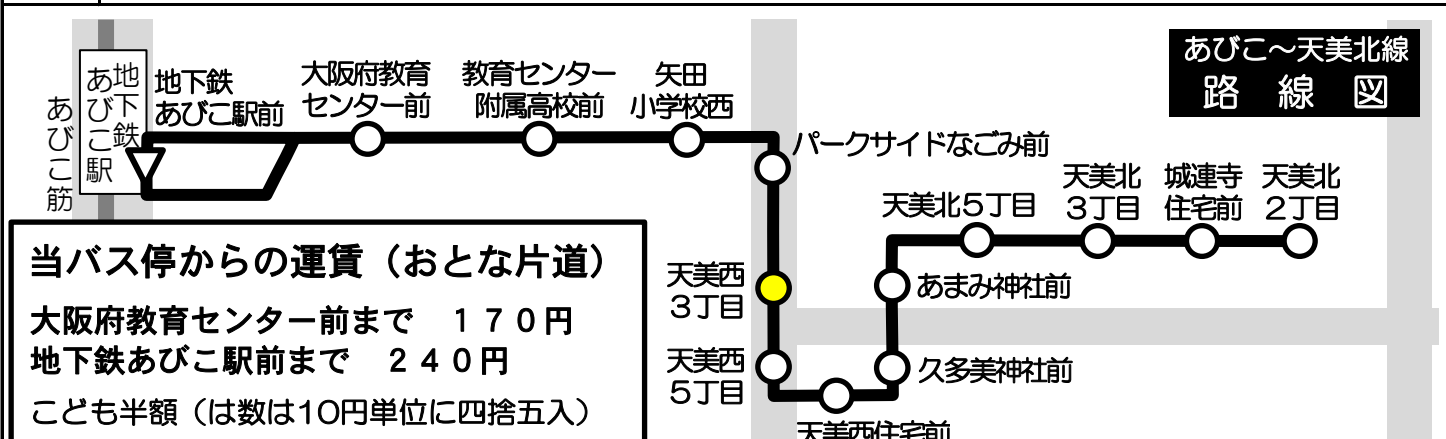 あびこ～天美北線
路線図
あびこ筋
地下鉄
あびこ駅
地下鉄
あびこ駅前
大阪府教育
センター前
教育センター
附属高校前
矢田
小学校西
パークサイドなごみ前
天美西
3丁目
天美西
5丁目
天美西住宅前
久多美神社前
あまみ神社前
天美北5丁目
天美北
3丁目
城連寺
住宅前
天美北
2丁目
当バス停からの運賃（おとな片道）
大阪府教育センター前まで　１７０円
地下鉄あびこ駅前まで　２４０円
こども半額（は数は10円単位に四捨五入）